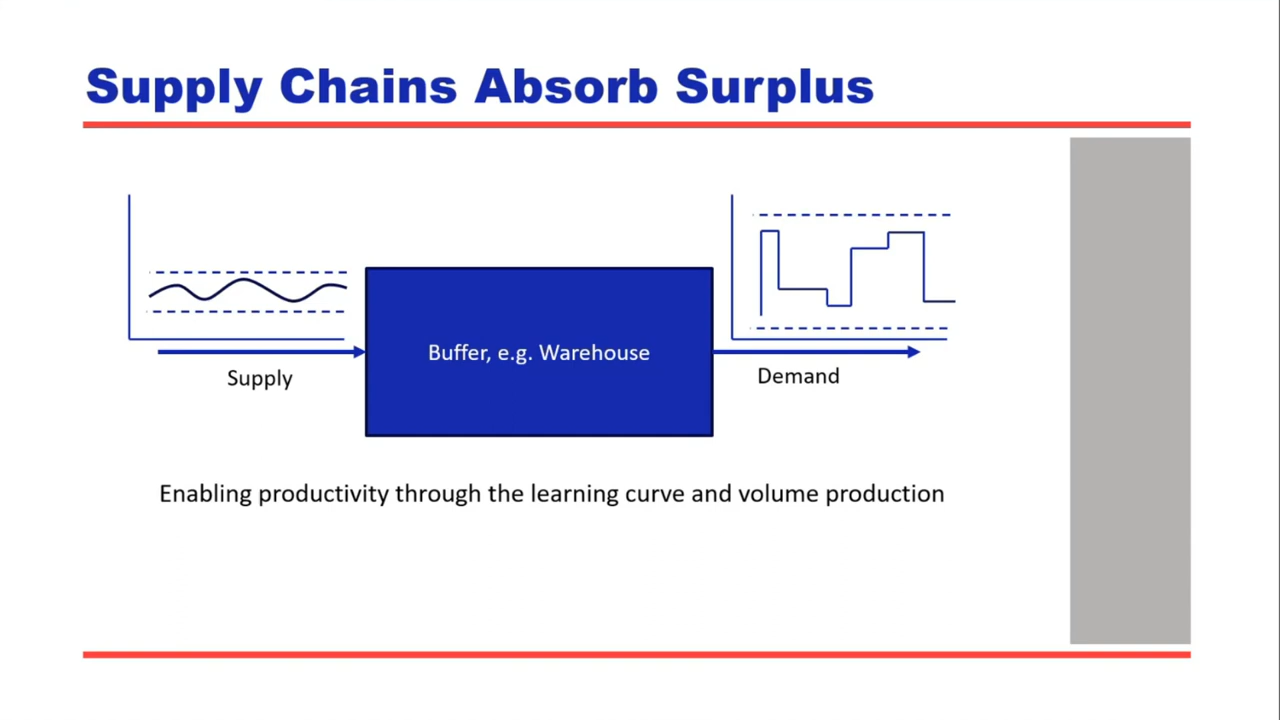 Supply Chains Absorb Surplus
Buffer, e.g. Warehouse
Supply
Demand
Enabling productivity through the learning curve and volume production